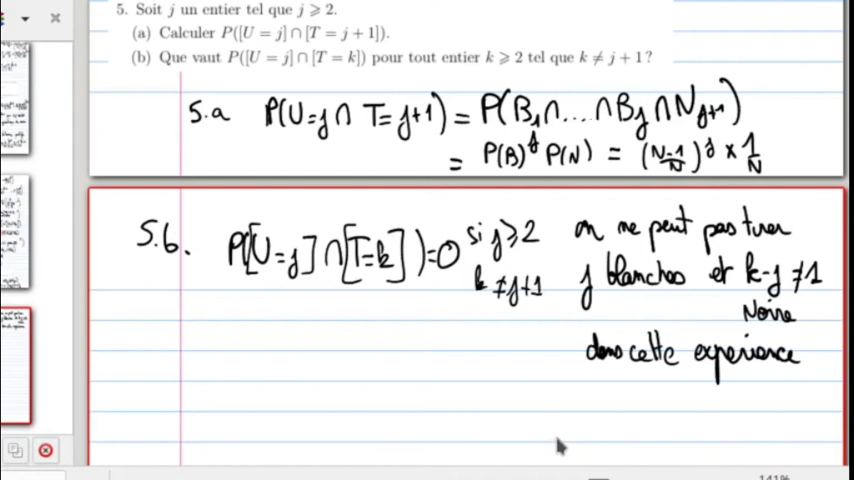 5. Soit j un entier tel que j ⩾ 2.
(a) Calculer P([U = j] ∩ [T = j + 1]).
(b) Que vaut P([U = j] ∩ [T = k]) pour tout entier k ⩾ 2 tel que k ≠ j + 1 ?
5.a P(U=j ∩ T=j+1) = P(B₁∩...∩Bⱼ∩Nⱼ₊₁)
= P(B)^j P(N) = (N-1/N)^j × 1/N
5.b. P([U=j]∩[T=k])=0 si j⩾2 on ne peut pas tirer
k ≠ j+1 j blanches et k-j ≠ 1
Noire
dans cette experience
141%